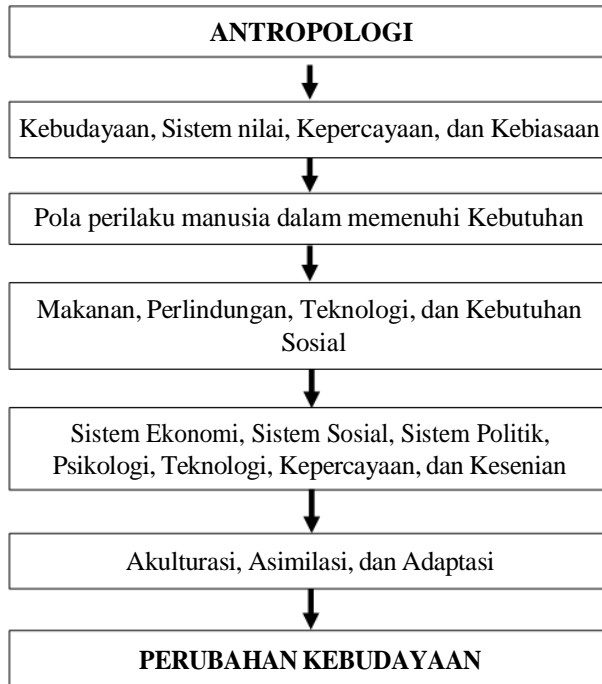 ANTROPOLOGI
Kebudayaan, Sistem nilai, Kepercayaan, dan Kebiasaan
Pola perilaku manusia dalam memenuhi Kebutuhan
Makanan, Perlindungan, Teknologi, dan Kebutuhan
Sosial
Sistem Ekonomi, Sistem Sosial, Sistem Politik,
Psikologi, Teknologi, Kepercayaan, dan Kesenian
Akulturasi, Asimilasi, dan Adaptasi
PERUBAHAN KEBUDAYAAN